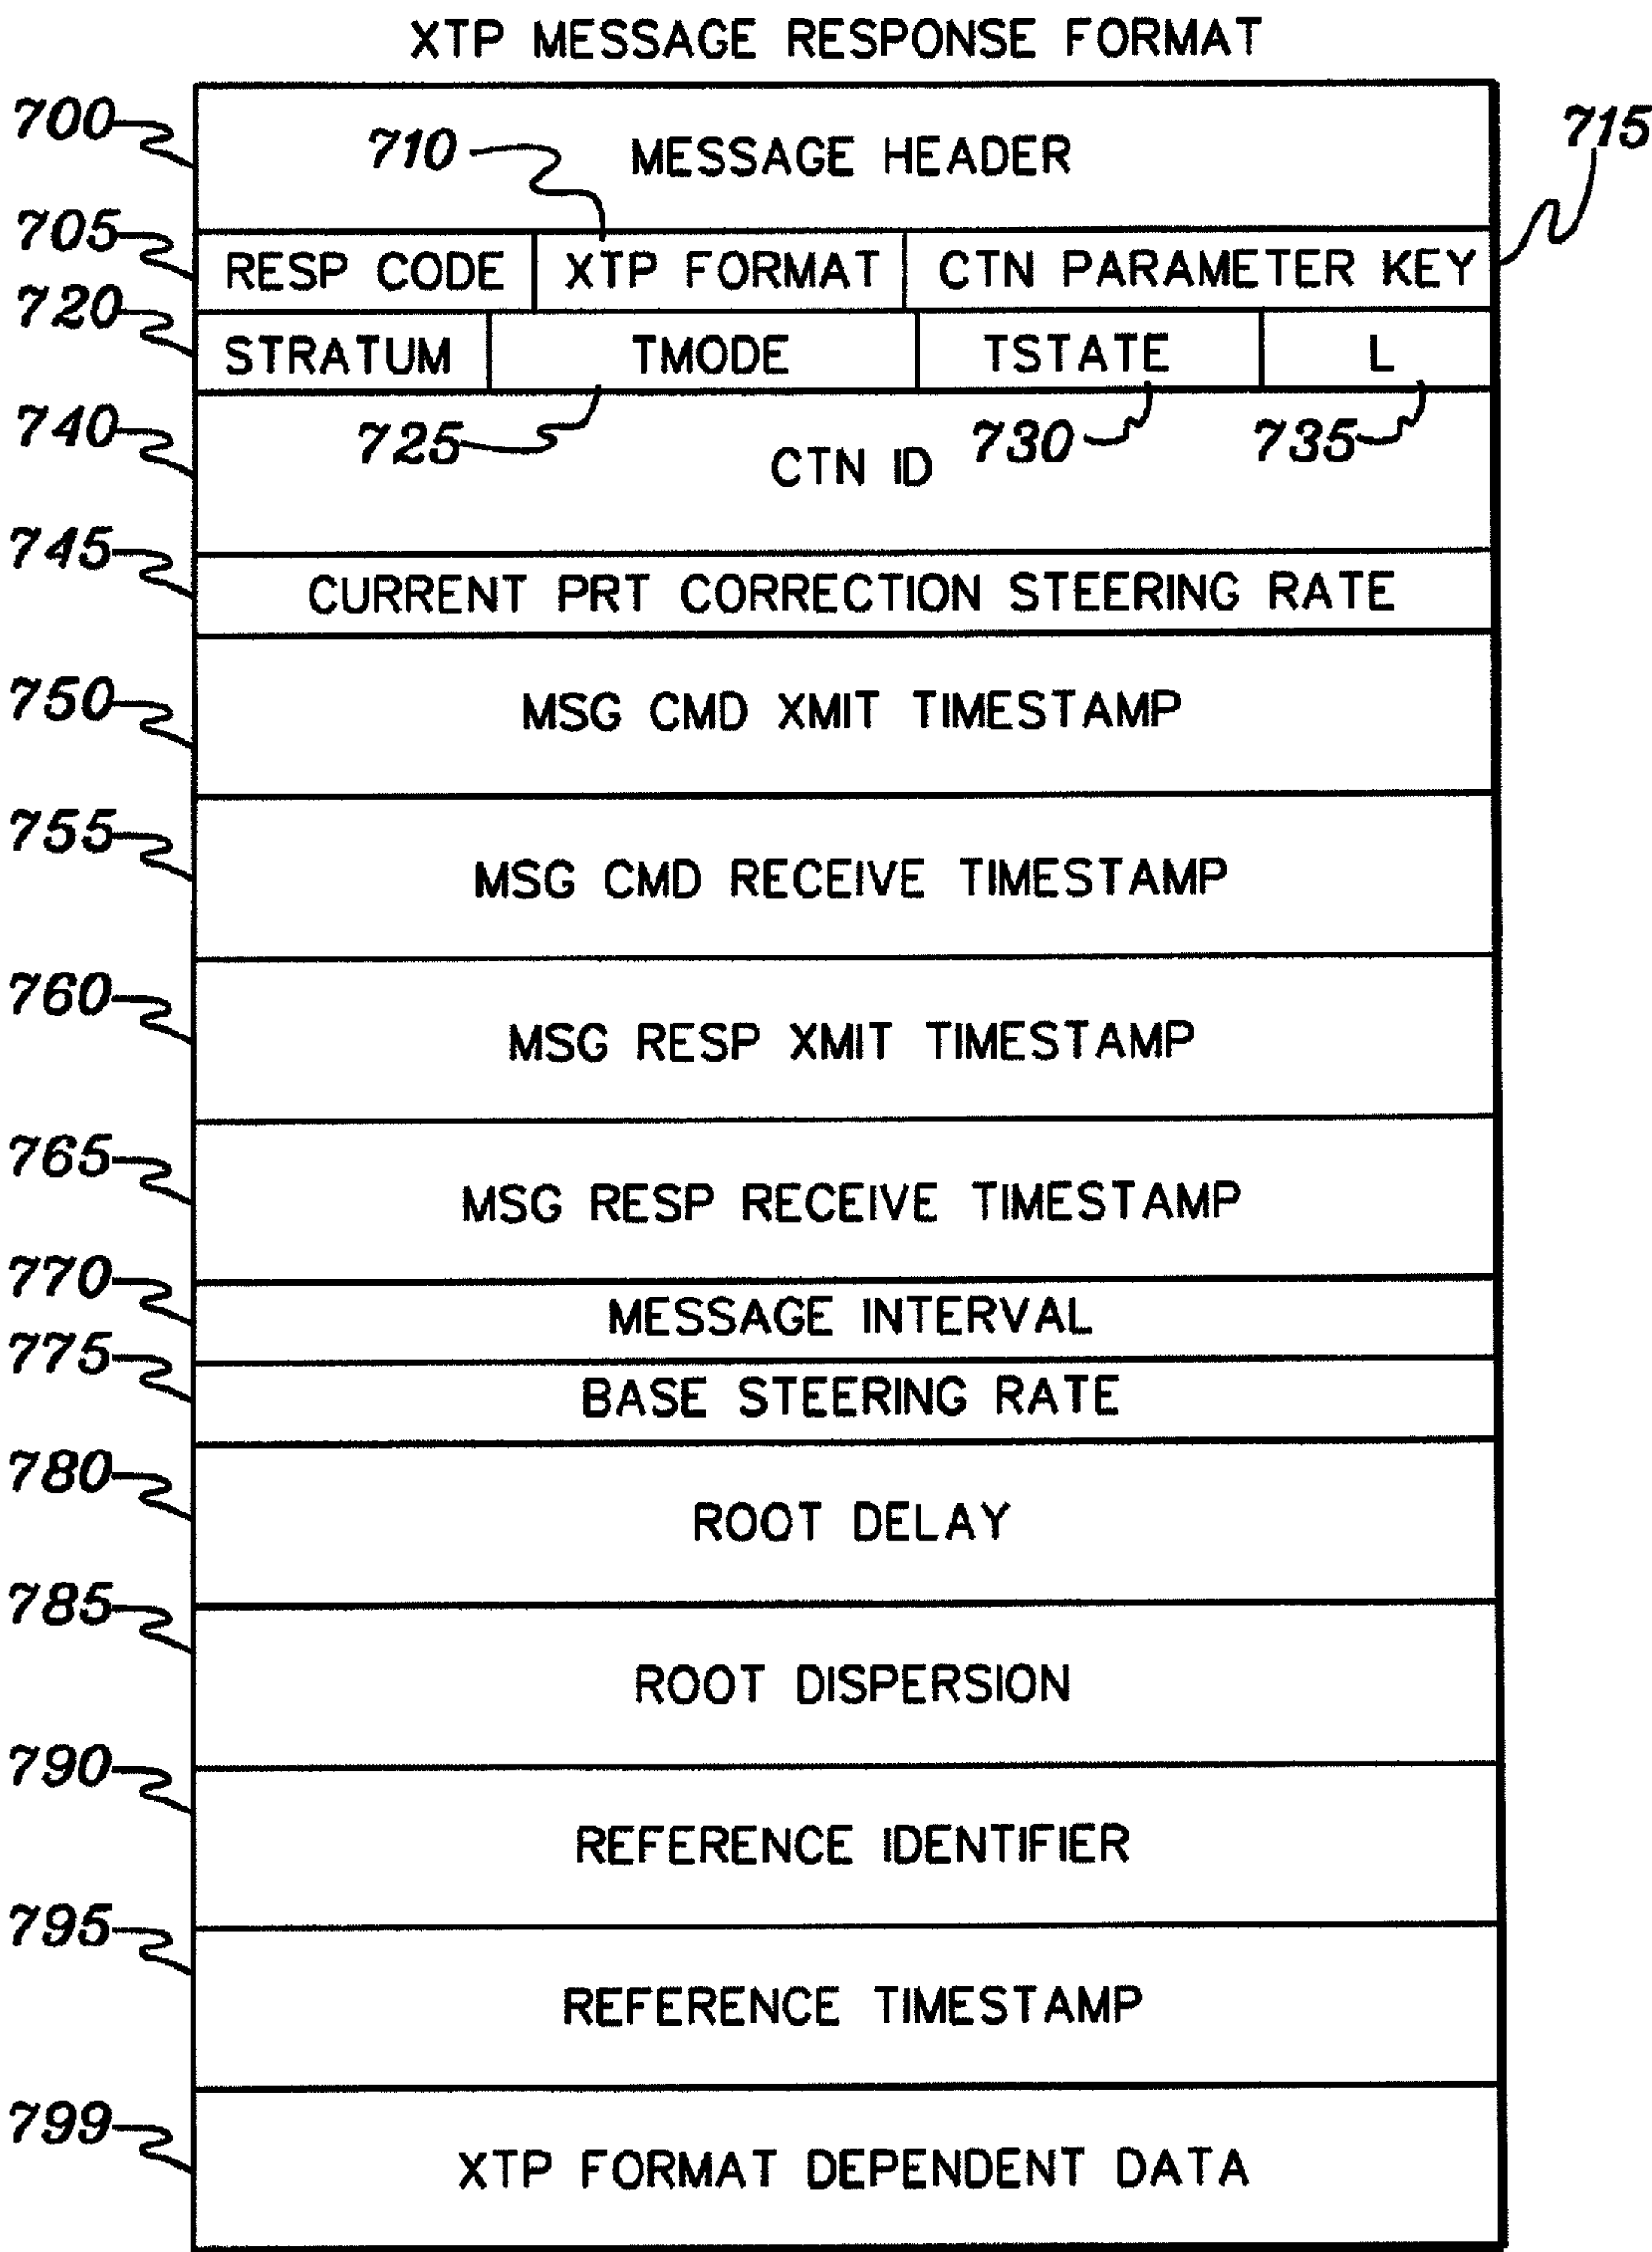 XTP MESSAGE RESPONSE FORMAT
700 MESSAGE HEADER
710 715
705 RESP CODE XTP FORMAT CTN PARAMETER KEY
720 STRATUM TMODE TSTATE L
725 730 735
740 CTN ID
745 CURRENT PRT CORRECTION STEERING RATE
750 MSG CMD XMIT TIMESTAMP
755 MSG CMD RECEIVE TIMESTAMP
760 MSG RESP XMIT TIMESTAMP
765 MSG RESP RECEIVE TIMESTAMP
770 MESSAGE INTERVAL
775 BASE STEERING RATE
780 ROOT DELAY
785 ROOT DISPERSION
790 REFERENCE IDENTIFIER
795 REFERENCE TIMESTAMP
799 XTP FORMAT DEPENDENT DATA